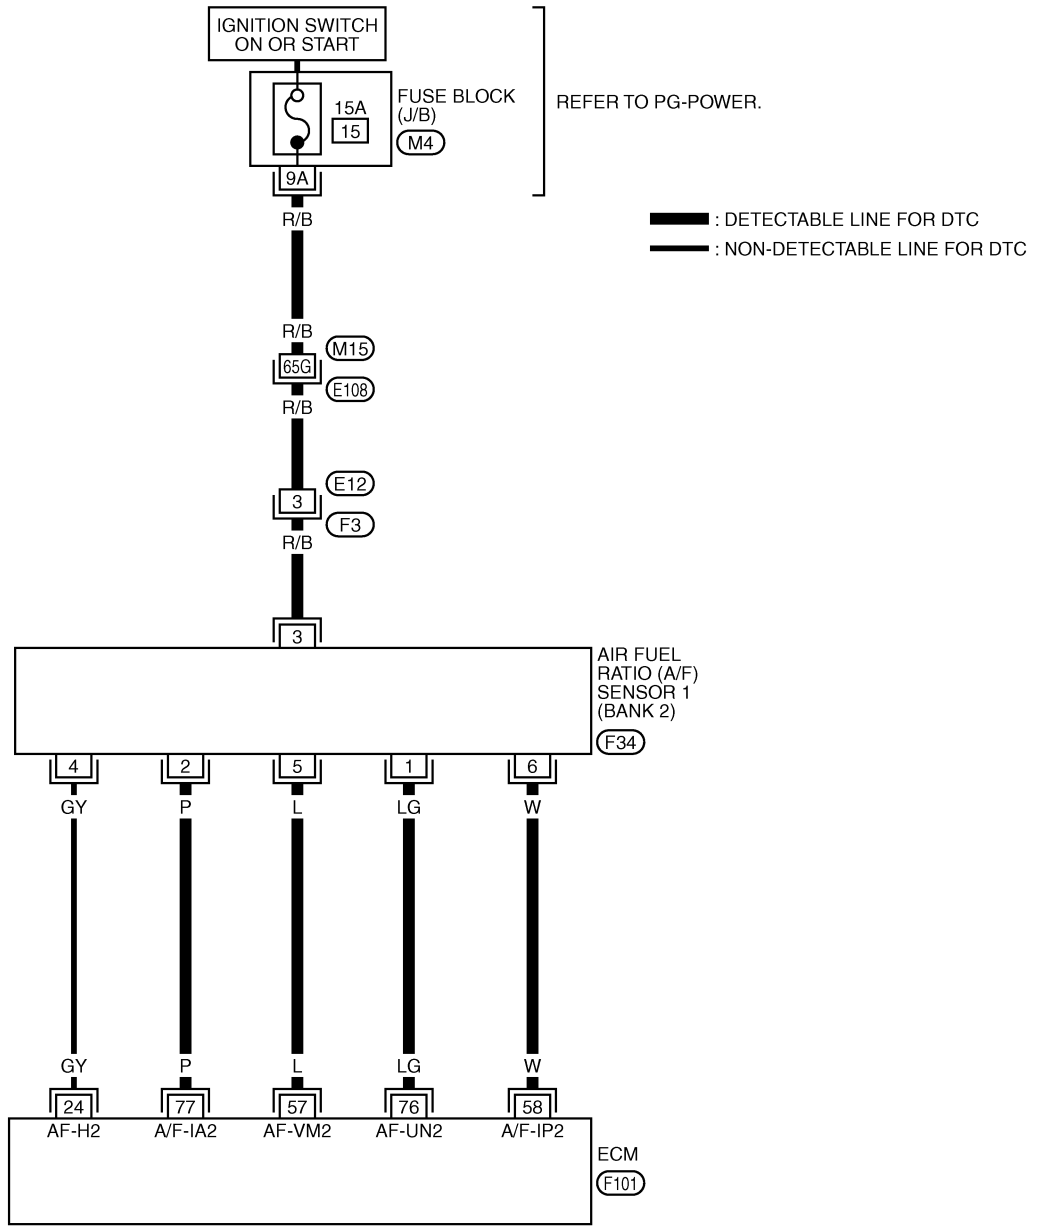 IGNITION SWITCH
ON OR START
FUSE BLOCK
(J/B)
M4
15A
15
REFER TO PG-POWER.
9A
R/B
: DETECTABLE LINE FOR DTC
: NON-DETECTABLE LINE FOR DTC
R/B
M15
65G
E108
R/B
E12
3
F3
R/B
3
AIR FUEL
RATIO (A/F)
SENSOR 1
(BANK 2)
F34
4 2 5 1 6
GY P L LG W
GY P L LG W
24 77 57 76 58
AF-H2 A/F-IA2 AF-VM2 AF-UN2 A/F-IP2
ECM
F101